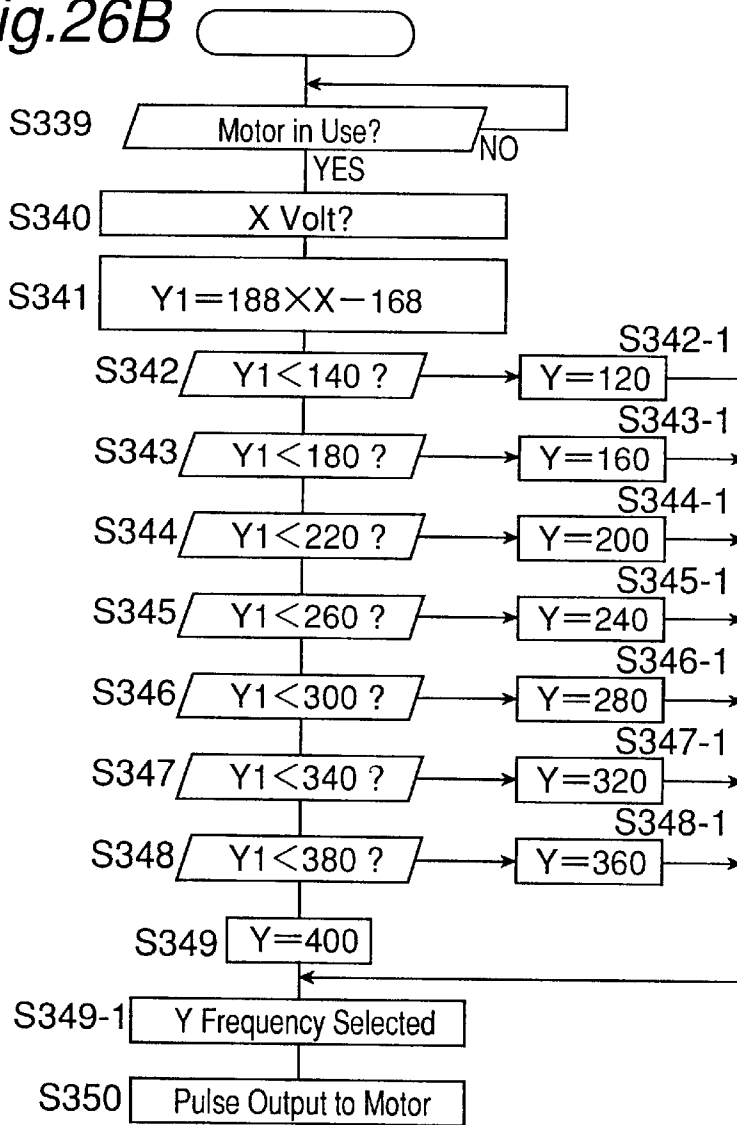 ig.26B
S339 Motor in Use?
NO
YES
S340 X Volt?
S341 Y1=188×X-168
S342-1
S342 Y1<140 ? Y=120
S343-1
S343 Y1<180 ? Y=160
S344-1
S344 Y1<220 ? Y=200
S345-1
S345 Y1<260 ? Y=240
S346-1
S346 Y1<300 ? Y=280
S347-1
S347 Y1<340 ? Y=320
S348-1
S348 Y1<380 ? Y=360
S349 Y=400
S349-1 Y Frequency Selected
S350 Pulse Output to Motor